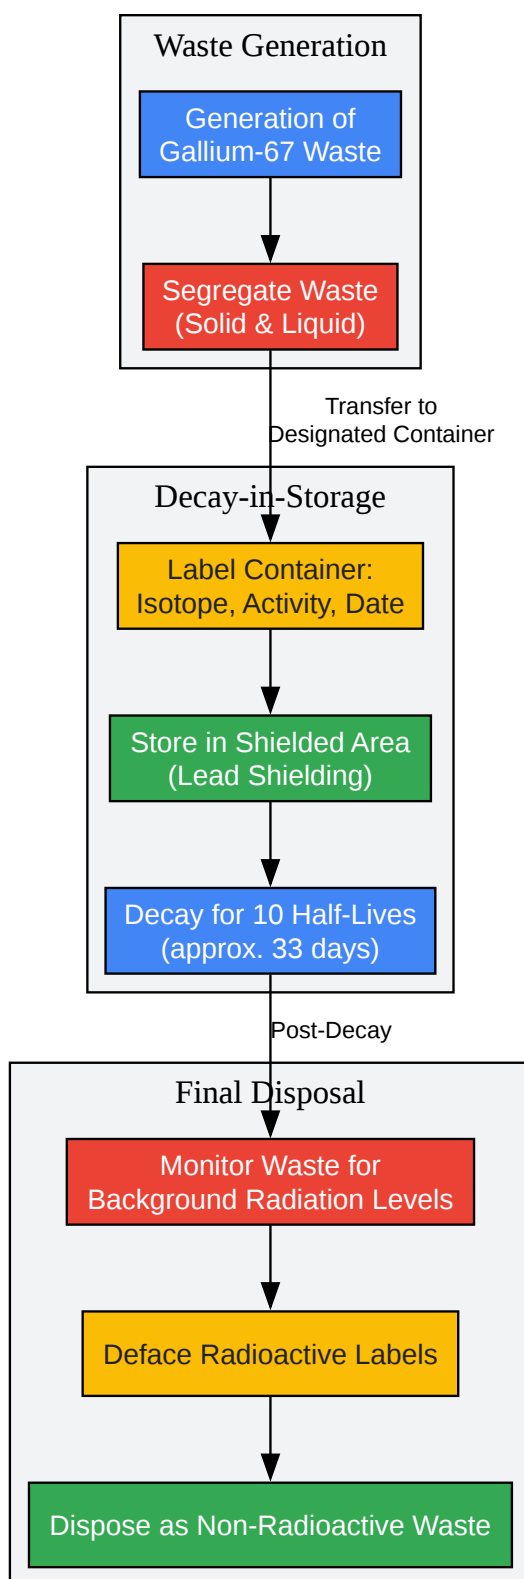 Waste Generation
Generation of
Gallium-67 Waste
Segregate Waste
(Solid & Liquid)
Transfer to
Designated Container
Decay-in-Storage
Label Container:
Isotope, Activity, Date
Store in Shielded Area
(Lead Shielding)
Decay for 10 Half-Lives
(approx. 33 days)
Post-Decay
Final Disposal
Monitor Waste for
Background Radiation Levels
Deface Radioactive Labels
Dispose as Non-Radioactive Waste